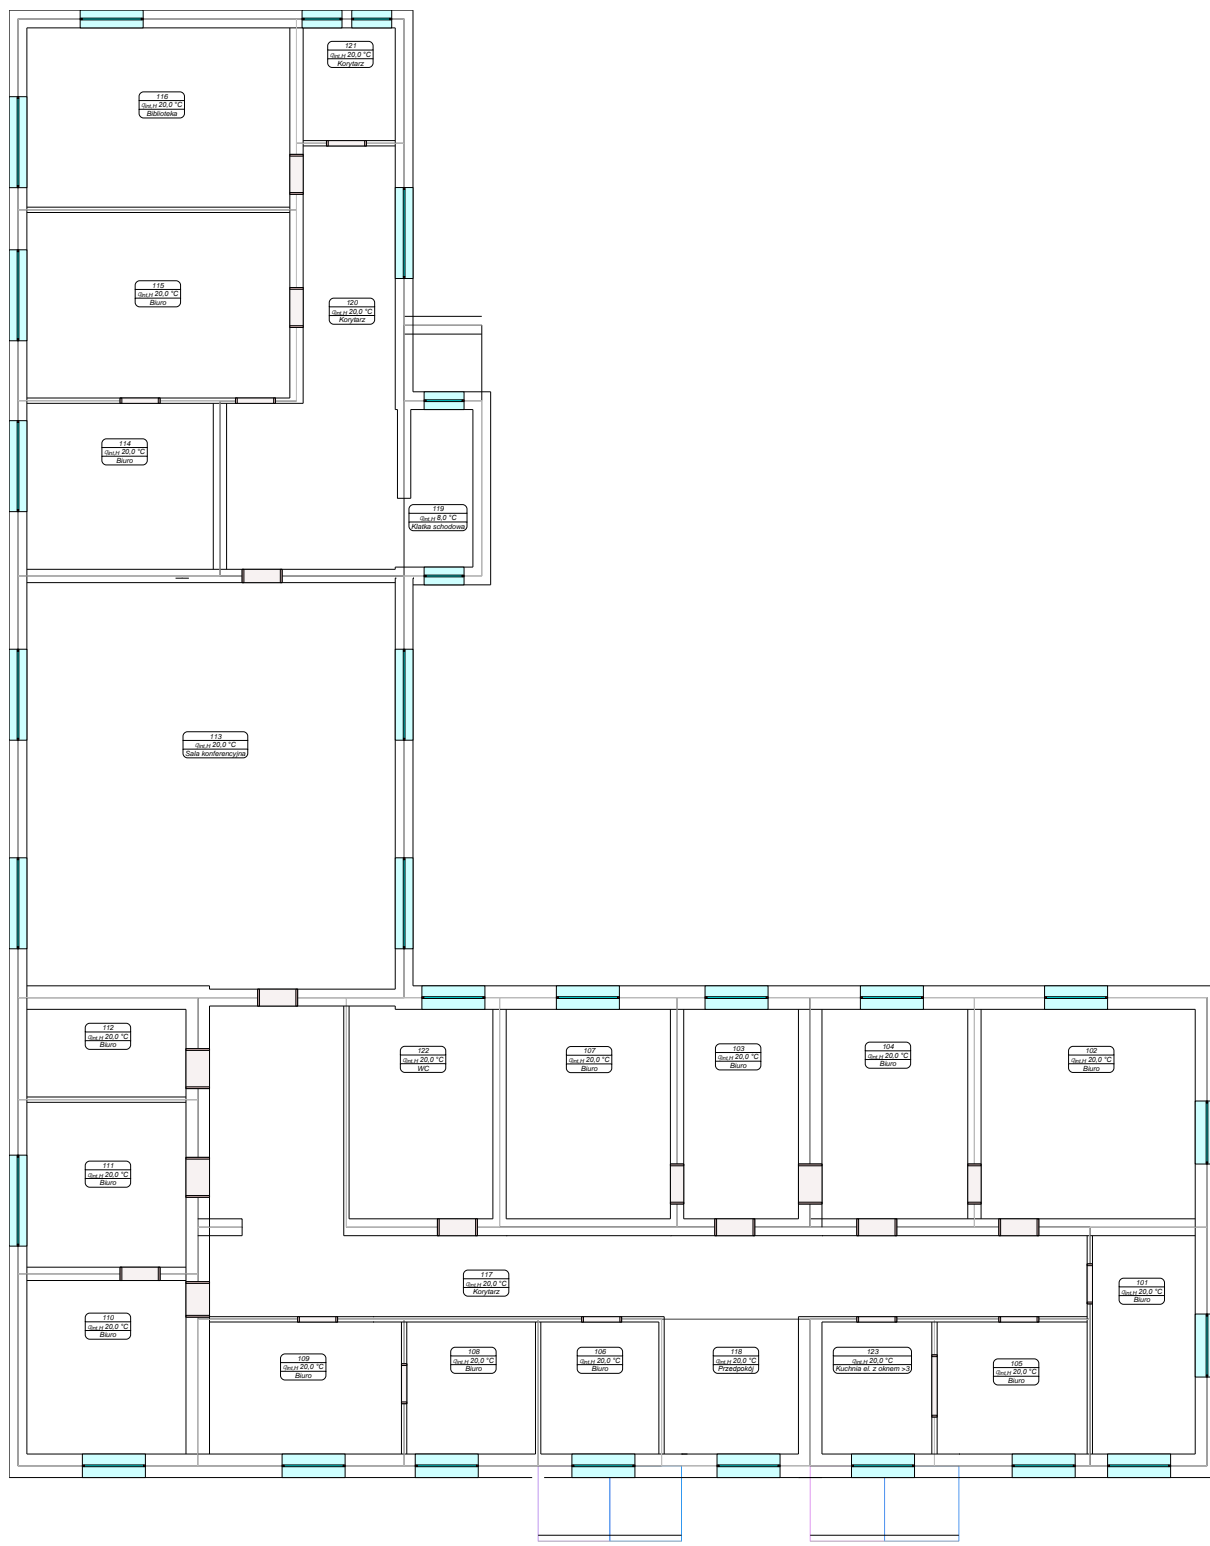 121
θint,H 20,0 °C
Korytarz
116
θint,H 20,0 °C
Biblioteka
115
θint,H 20,0 °C
Biuro
120
θint,H 20,0 °C
Korytarz
114
θint,H 20,0 °C
Biuro
119
θint,H 8,0 °C
Klatka schodowa
113
θint,H 20,0 °C
Sala konferencyjna
112
θint,H 20,0 °C
Biuro
122
θint,H 20,0 °C
WC
107
θint,H 20,0 °C
Biuro
103
θint,H 20,0 °C
Biuro
104
θint,H 20,0 °C
Biuro
102
θint,H 20,0 °C
Biuro
111
θint,H 20,0 °C
Biuro
117
θint,H 20,0 °C
Korytarz
101
θint,H 20,0 °C
Biuro
110
θint,H 20,0 °C
Biuro
109
θint,H 20,0 °C
Biuro
108
θint,H 20,0 °C
Biuro
106
θint,H 20,0 °C
Biuro
118
θint,H 20,0 °C
Przedpokój
123
θint,H 20,0 °C
Kuchnia el. z oknem >3
105
θint,H 20,0 °C
Biuro